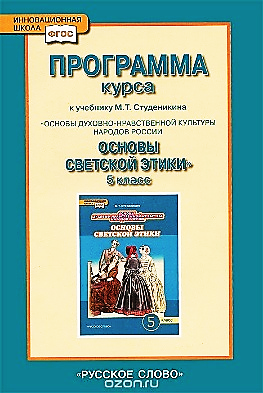 ИННОВАЦИОННАЯ
ШКОЛА
ФГОС
ПРОГРАММА
курса
к учебнику М.Т. Студеникина
«ОСНОВЫ ДУХОВНО-НРАВСТВЕННОЙ КУЛЬТУРЫ
НАРОДОВ РОССИИ
ОСНОВЫ
СВЕТСКОЙ ЭТИКИ»
5 класс
ОСНОВЫ СВЕТСКОЙ ЭТИКИ
5 КЛАСС
«РУССКОЕ СЛОВО»
ozon.ru